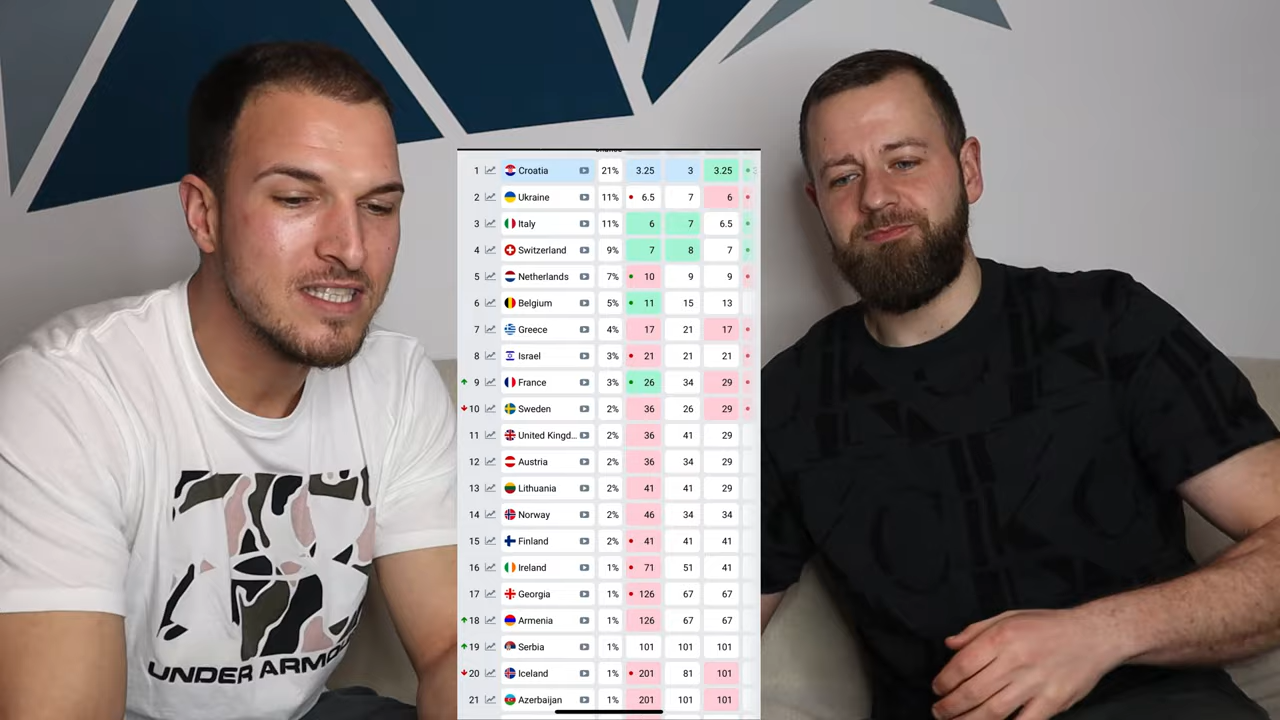 1 Croatia 21% 3.25 3 3.25
2 Ukraine 11% 6.5 7 6
3 Italy 11% 6 7 6.5
4 Switzerland 9% 7 8 7
5 Netherlands 7% 10 9 9
6 Belgium 5% 11 15 13
7 Greece 4% 17 21 17
8 Israel 3% 21 21 21
9 France 3% 26 34 29
10 Sweden 2% 36 26 29
11 United Kingd... 2% 36 41 29
12 Austria 2% 36 34 29
13 Lithuania 2% 41 41 29
14 Norway 2% 46 34 34
15 Finland 2% 41 41 41
16 Ireland 1% 71 51 41
17 Georgia 1% 126 67 67
18 Armenia 1% 126 67 67
19 Serbia 1% 101 101 101
20 Iceland 1% 201 81 101
21 Azerbaijan 1% 201 101 101
UNDER ARMOU